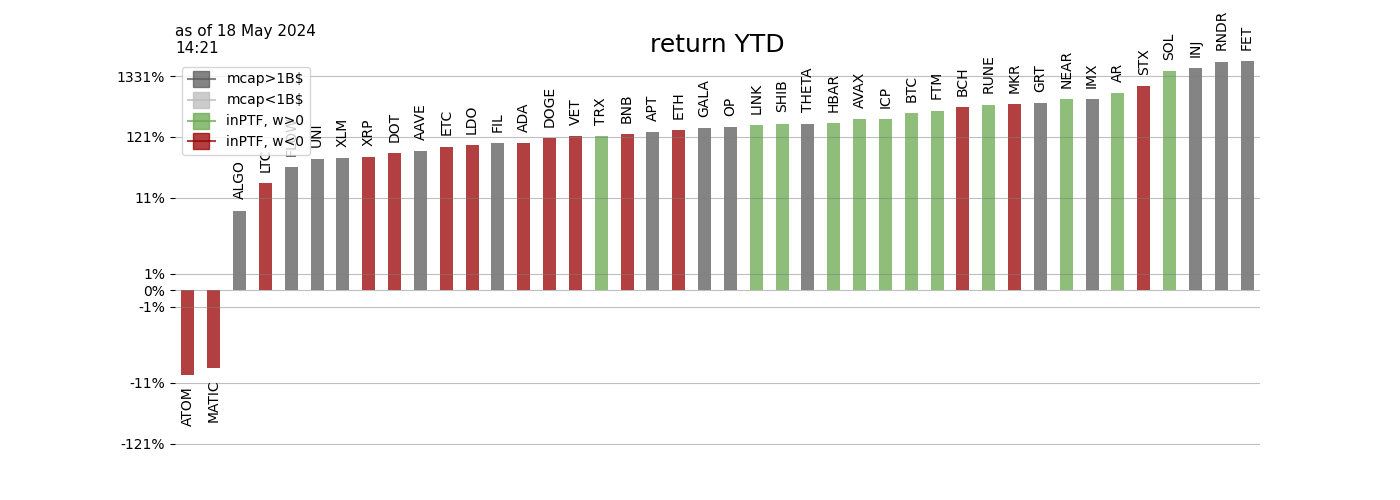 as of 18 May 2024
14:21
return YTD
mcap>1B$
mcap<1B$
inPTF, w>0
inPTF, w<0
1331%
121%
11%
1%
0%
-1%
-11%
-121%
ATOM
MATIC
ALGO
LTC
FLOW
UNI
XLM
XRP
DOT
AAVE
ETC
LDO
FIL
ADA
DOGE
VET
TRX
BNB
APT
ETH
GALA
OP
LINK
SHIB
THETA
HBAR
AVAX
ICP
BTC
FTM
BCH
RUNE
MKR
GRT
NEAR
IMX
AR
STX
SOL
INJ
RNDR
FET